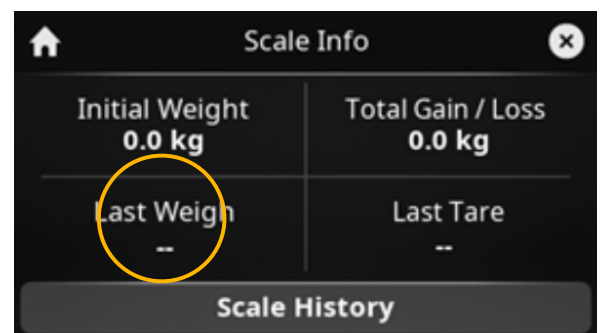 Scale Info
Initial Weight
0.0 kg
Total Gain / Loss
0.0 kg
Last Weigh
--
Last Tare
--
Scale History